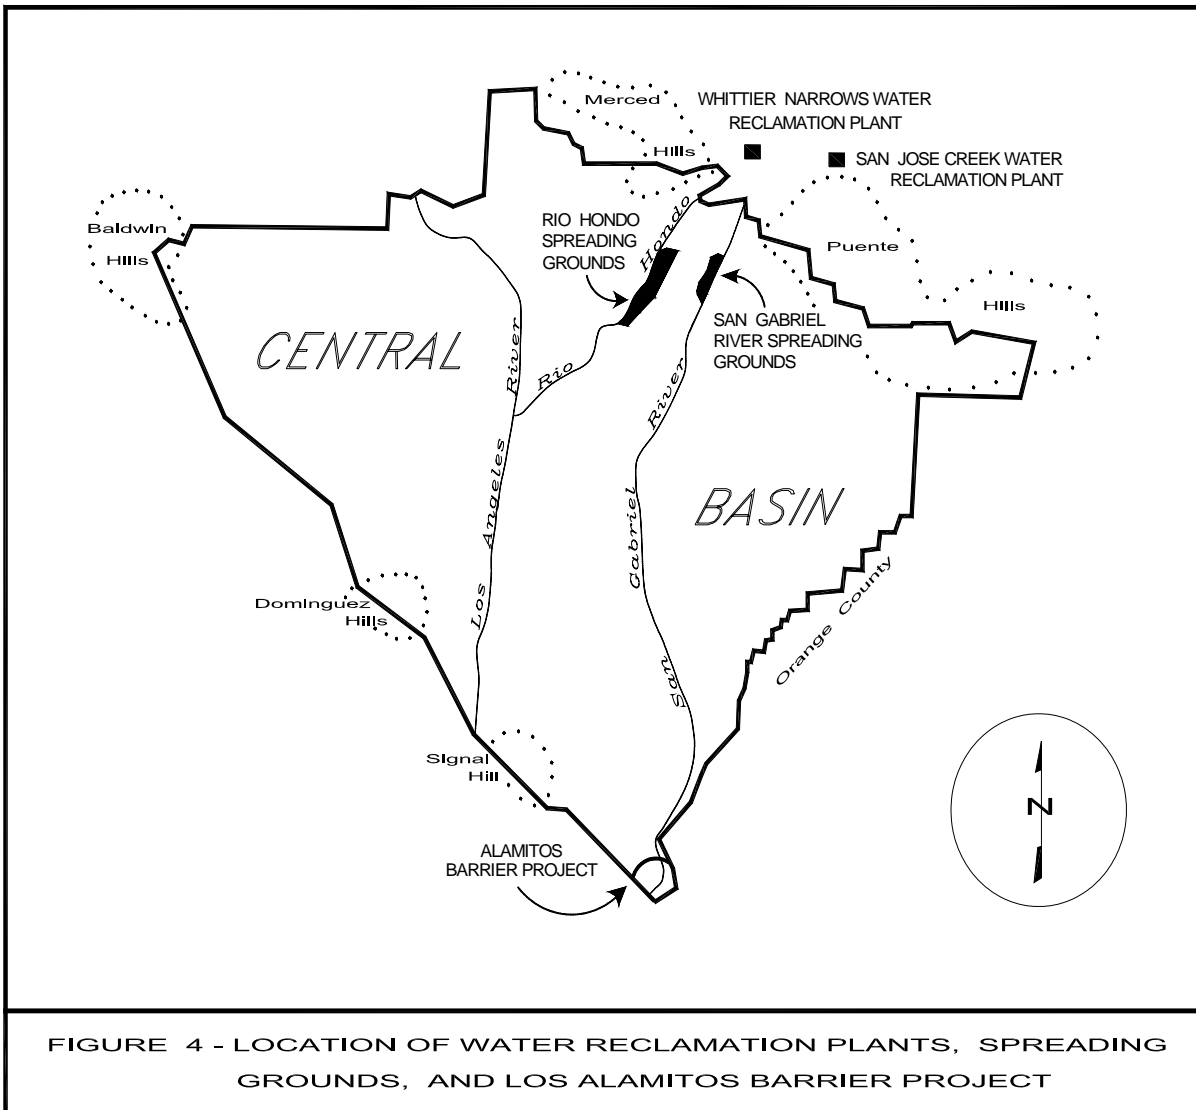 Merced
Hills
WHITTIER NARROWS WATER
RECLAMATION PLANT
SAN JOSE CREEK WATER
RECLAMATION PLANT
Baldwin
Hills
RIO HONDO
SPREADING
GROUNDS
Rio Hondo
Puente
Hills
SAN GABRIEL
RIVER SPREADING
GROUNDS
CENTRAL
BASIN
Los Angeles River
San Gabriel River
Orange County
Dominguez
Hills
Signal
Hill
ALAMITOS
BARRIER PROJECT
N
FIGURE 4 - LOCATION OF WATER RECLAMATION PLANTS, SPREADING
GROUNDS, AND LOS ALAMITOS BARRIER PROJECT